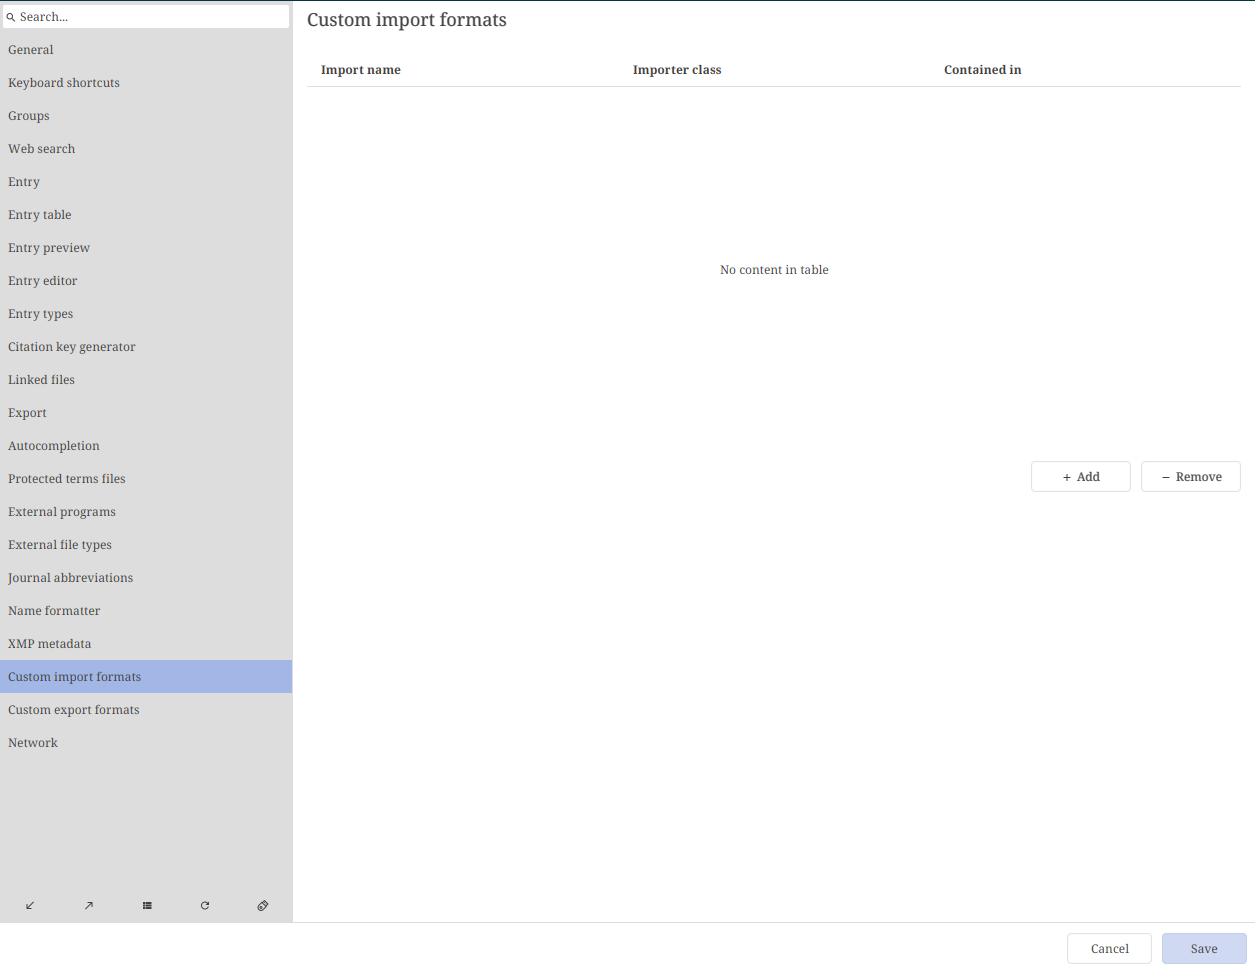 Search...
General
Keyboard shortcuts
Groups
Web search
Entry
Entry table
Entry preview
Entry editor
Entry types
Citation key generator
Linked files
Export
Autocompletion
Protected terms files
External programs
External file types
Journal abbreviations
Name formatter
XMP metadata
Custom import formats
Custom export formats
Network
Custom import formats
Import name Importer class Contained in
No content in table
+ Add − Remove
Cancel Save